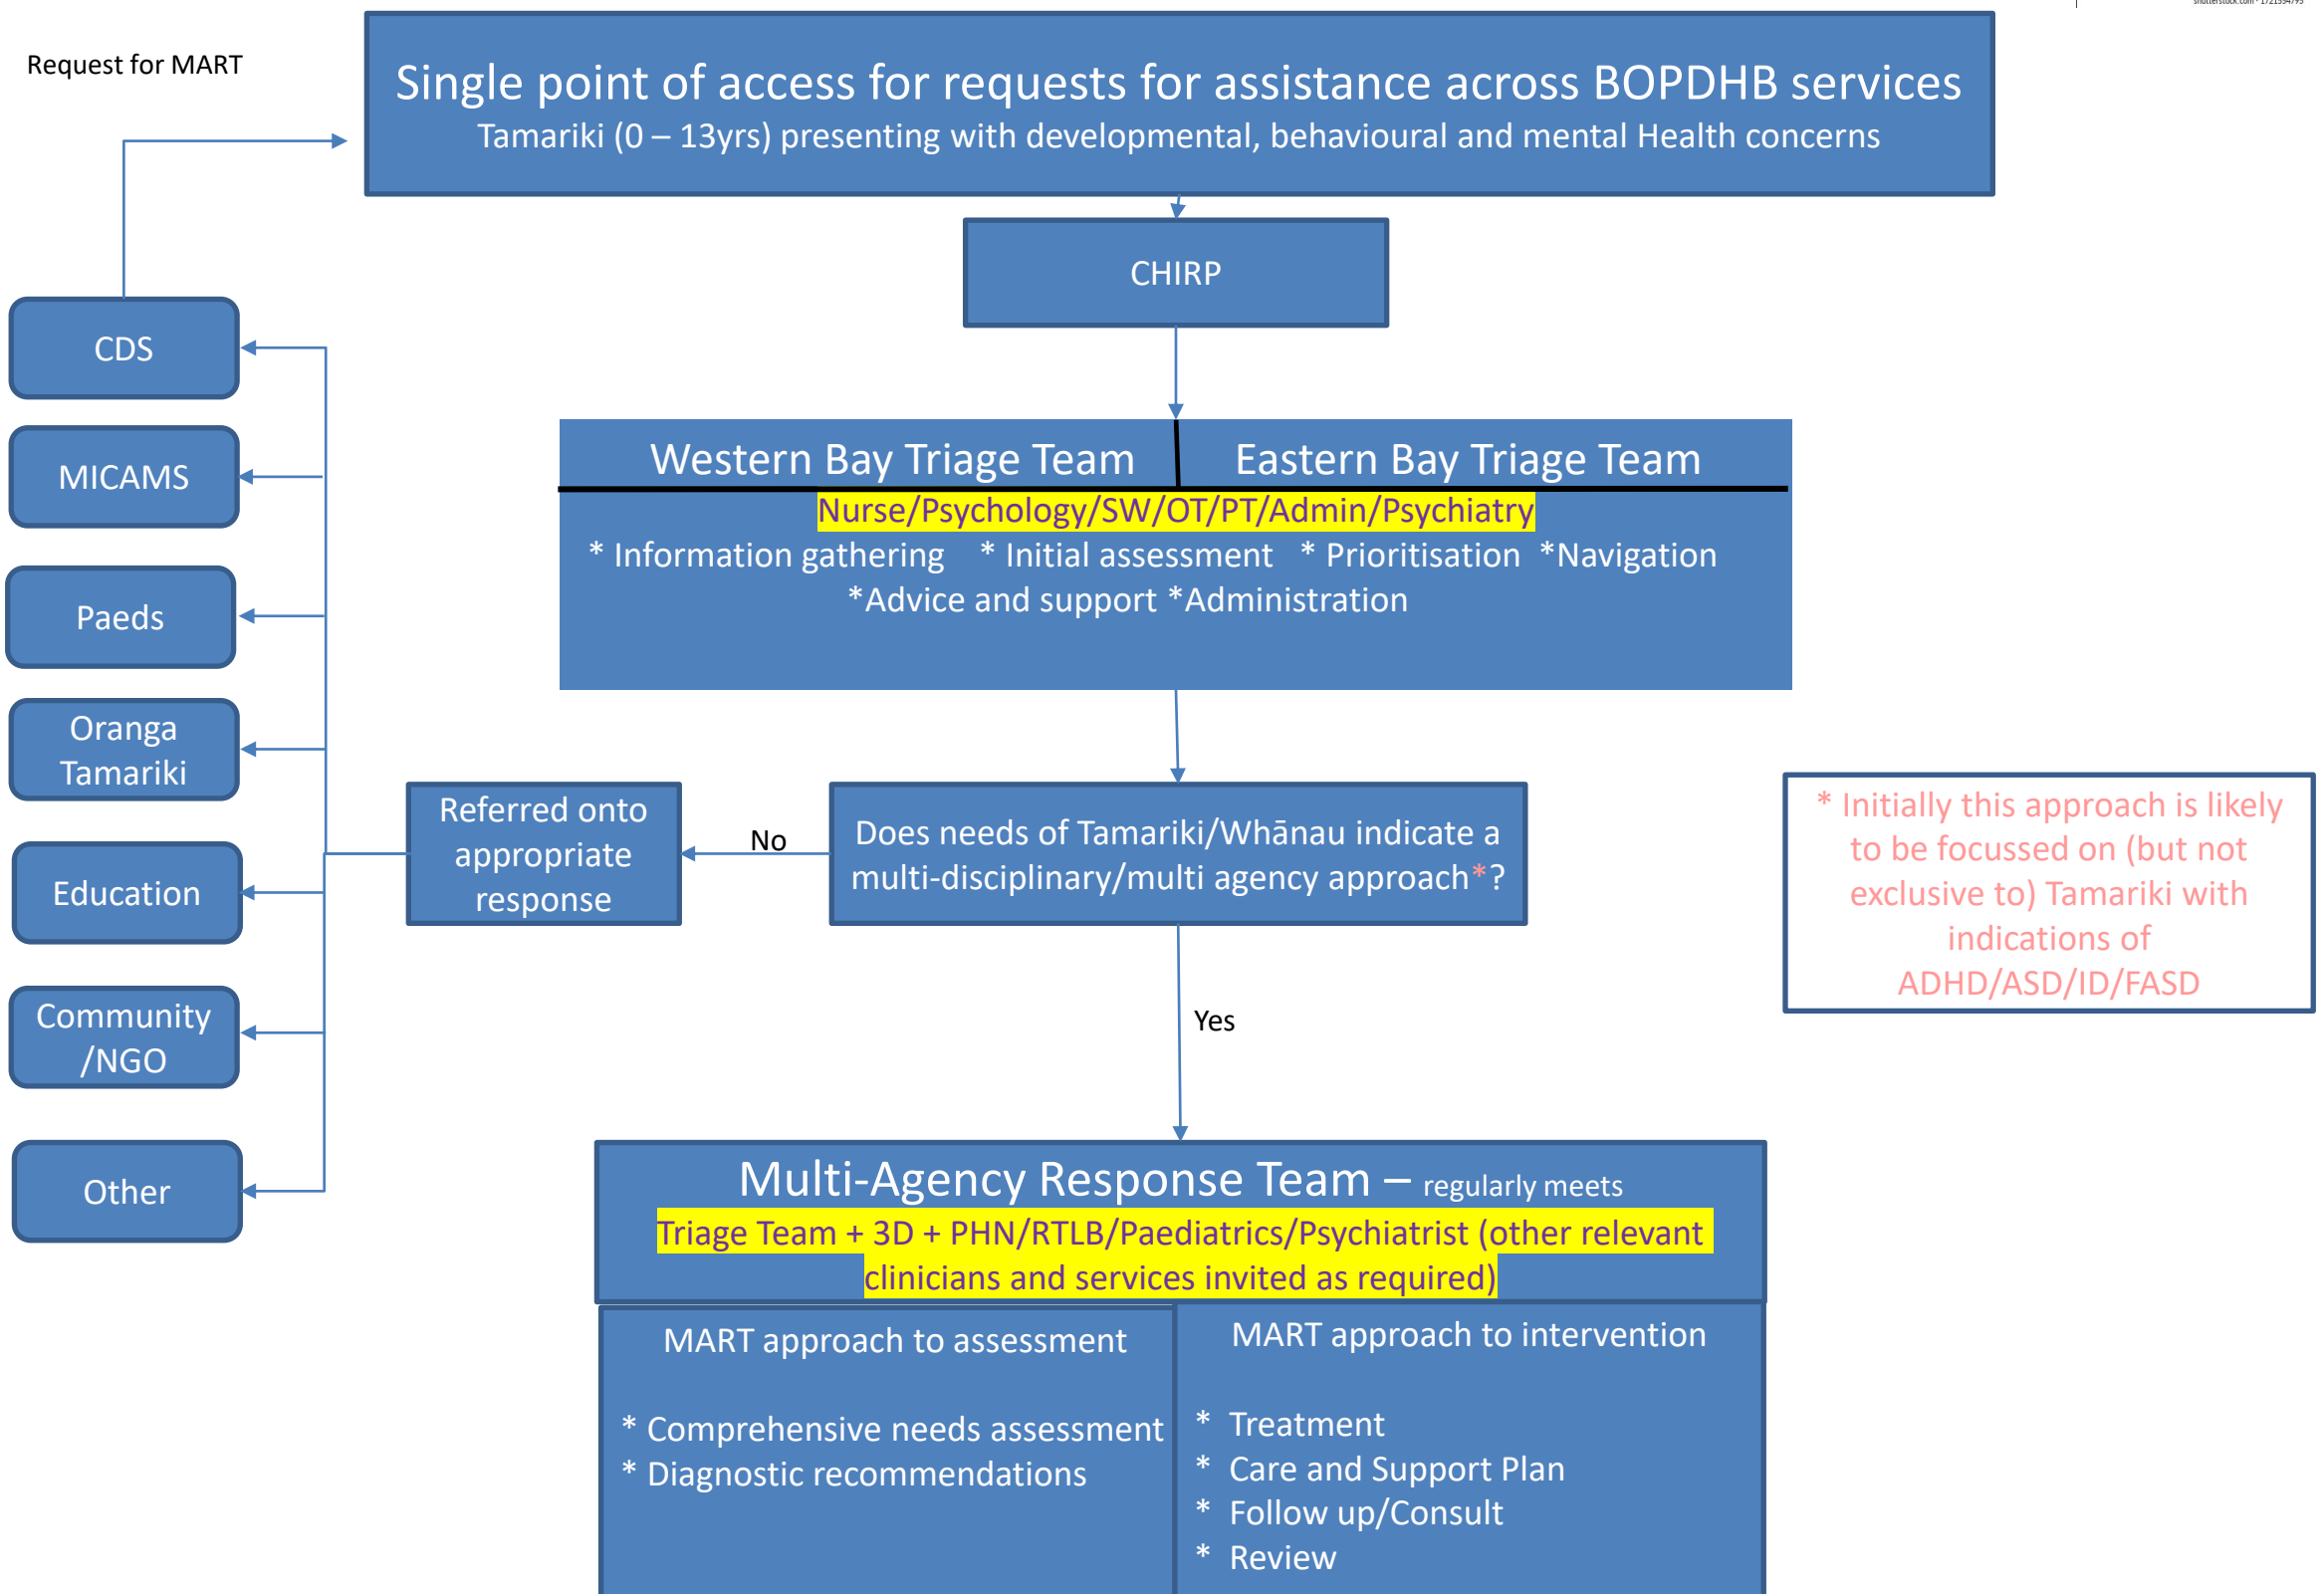 shutterstock.com · 1721554795
Request for MART
Single point of access for requests for assistance across BOPDHB services
Tamariki (0 – 13yrs) presenting with developmental, behavioural and mental Health concerns
CHIRP
CDS
MICAMS
Paeds
Oranga
Tamariki
Education
Community
/NGO
Other
Western Bay Triage Team
Eastern Bay Triage Team
Nurse/Psychology/SW/OT/PT/Admin/Psychiatry
* Information gathering * Initial assessment * Prioritisation *Navigation
*Advice and support *Administration
Referred onto
appropriate
response
No
Does needs of Tamariki/Whānau indicate a
multi-disciplinary/multi agency approach*?
* Initially this approach is likely
to be focussed on (but not
exclusive to) Tamariki with
indications of
ADHD/ASD/ID/FASD
Yes
Multi-Agency Response Team – regularly meets
Triage Team + 3D + PHN/RTLB/Paediatrics/Psychiatrist (other relevant
clinicians and services invited as required)
MART approach to assessment
* Comprehensive needs assessment
* Diagnostic recommendations
MART approach to intervention
* Treatment
* Care and Support Plan
* Follow up/Consult
* Review